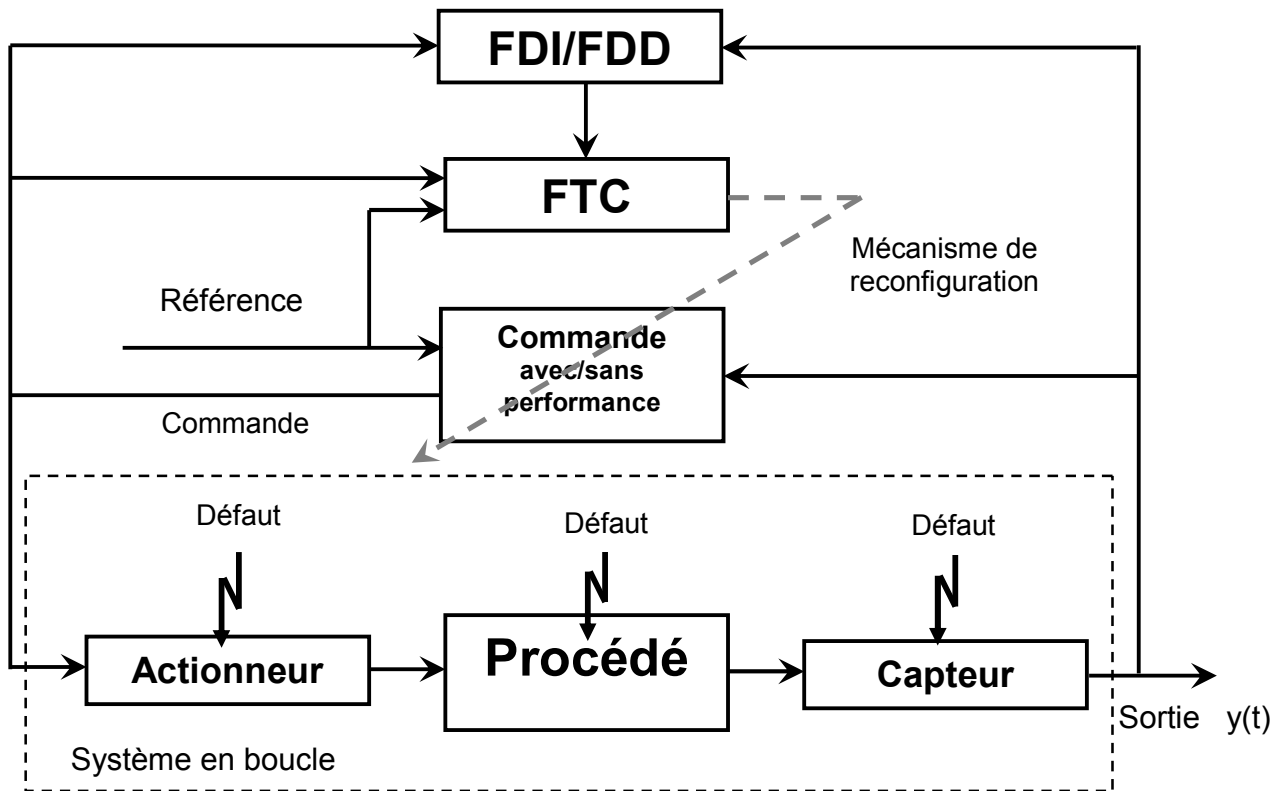 FDI/FDD
FTC
Mécanisme de
reconfiguration
Référence
Commande
avec/sans
performance
Commande
Défaut
Défaut
Défaut
Actionneur
Procédé
Capteur
Sortie y(t)
Système en boucle